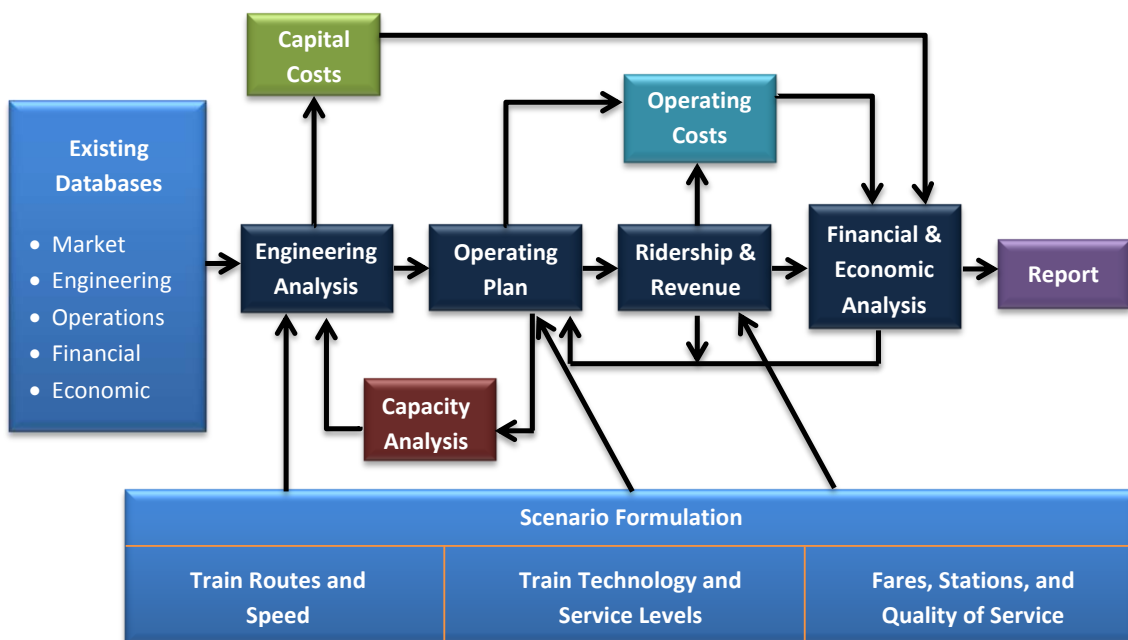 Capital
Costs
Operating
Costs
Existing
Databases
• Market
• Engineering
• Operations
• Financial
• Economic
Engineering
Analysis
Operating
Plan
Ridership &
Revenue
Financial &
Economic
Analysis
Report
Capacity
Analysis
Scenario Formulation
Train Routes and
Speed
Train Technology and
Service Levels
Fares, Stations, and
Quality of Service